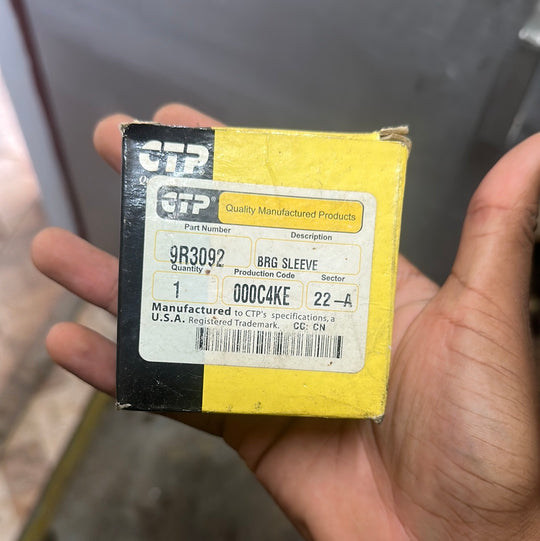 CTP
CTP® Quality Manufactured Products
Part Number Description
9R3092 BRG SLEEVE
Quantity Production Code Sector
1 000C4KE 22-A
Manufactured to CTP's specifications, a
U.S.A. Registered Trademark. CC: CN